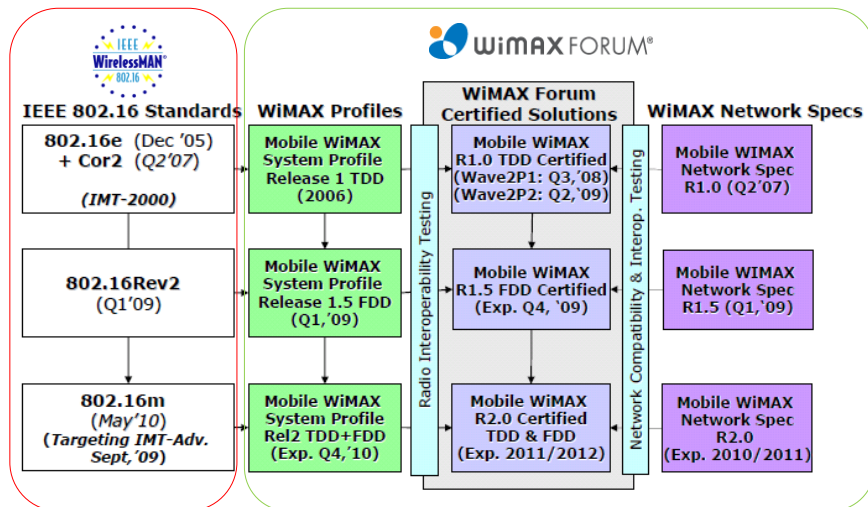 IEEE
WirelessMAN®
802.16
WiMAX FORUM®
IEEE 802.16 Standards
WiMAX Profiles
WiMAX Forum
Certified Solutions
WiMAX Network Specs
802.16e (Dec ’05)
+ Cor2 (Q2’07)
(IMT-2000)
Mobile WiMAX
System Profile
Release 1 TDD
(2006)
Radio Interoperability Testing
Mobile WiMAX
R1.0 TDD Certified
(Wave2P1: Q3,’08)
(Wave2P2: Q2,‘09)
Network Compatibility & Interop. Testing
Mobile WIMAX
Network Spec
R1.0 (Q2’07)
802.16Rev2
(Q1’09)
Mobile WiMAX
System Profile
Release 1.5 FDD
(Q1,’09)
Mobile WiMAX
R1.5 FDD Certified
(Exp. Q4, ‘09)
Mobile WIMAX
Network Spec
R1.5 (Q1,‘09)
802.16m
(May’10)
(Targeting IMT-Adv.
Sept,’09)
Mobile WiMAX
System Profile
Rel2 TDD+FDD
(Exp. Q4,’10)
Mobile WiMAX
R2.0 Certified
TDD & FDD
(Exp. 2011/2012)
Mobile WiMAX
Network Spec
R2.0
(Exp. 2010/2011)